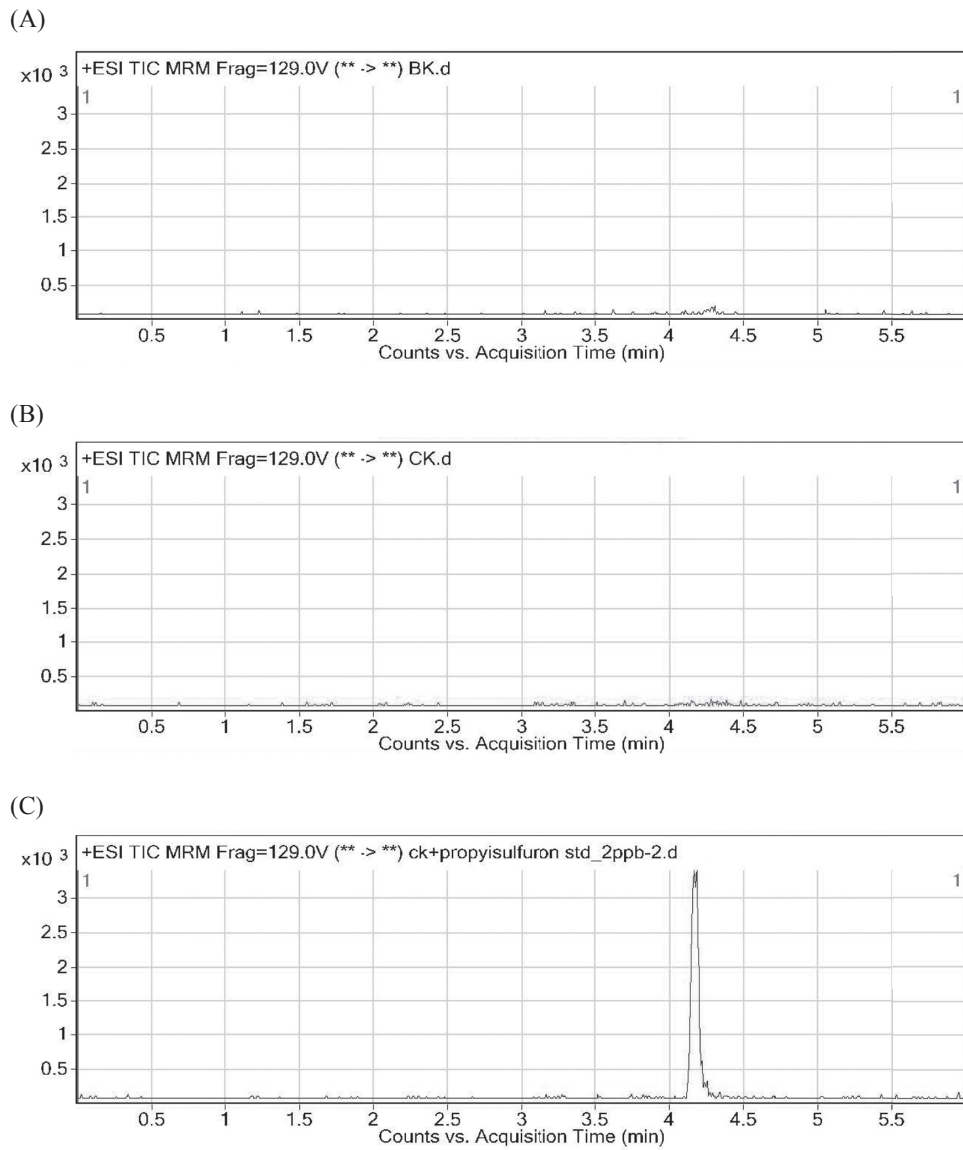 (A)
x10 3
+ESI TIC MRM Frag=129.0V (** -> **) BK.d
1 1
3
2.5
2
1.5
1
0.5
0.5 1 1.5 2 2.5 3 3.5 4 4.5 5 5.5
Counts vs. Acquisition Time (min)
(B)
x10 3
+ESI TIC MRM Frag=129.0V (** -> **) CK.d
1 1
3
2.5
2
1.5
1
0.5
0.5 1 1.5 2 2.5 3 3.5 4 4.5 5 5.5
Counts vs. Acquisition Time (min)
(C)
x10 3
+ESI TIC MRM Frag=129.0V (** -> **) ck+propyisulfuron std_2ppb-2.d
1 1
3
2.5
2
1.5
1
0.5
0.5 1 1.5 2 2.5 3 3.5 4 4.5 5 5.5
Counts vs. Acquisition Time (min)